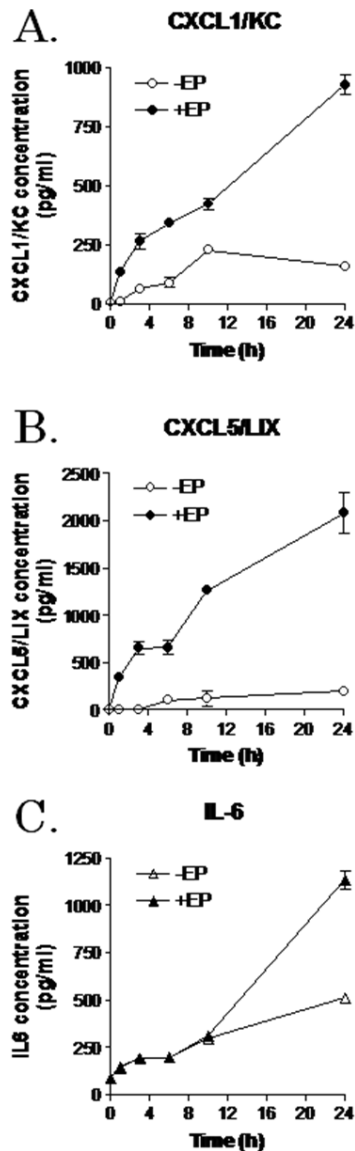 A.
CXCL1/KC
CXCL1/KC concentration
(pg/ml)
1000
750
500
250
0
-EP
+EP
0 4 8 12 16 20 24
Time (h)
B.
CXCL5/LIX
CXCL5/LIX concentration
(pg/ml)
2500
2000
1500
1000
500
0
-EP
+EP
0 4 8 12 16 20 24
Time (h)
C.
IL-6
IL6 concentration
(pg/ml)
1250
1000
750
500
250
0
-EP
+EP
0 4 8 12 16 20 24
Time (h)